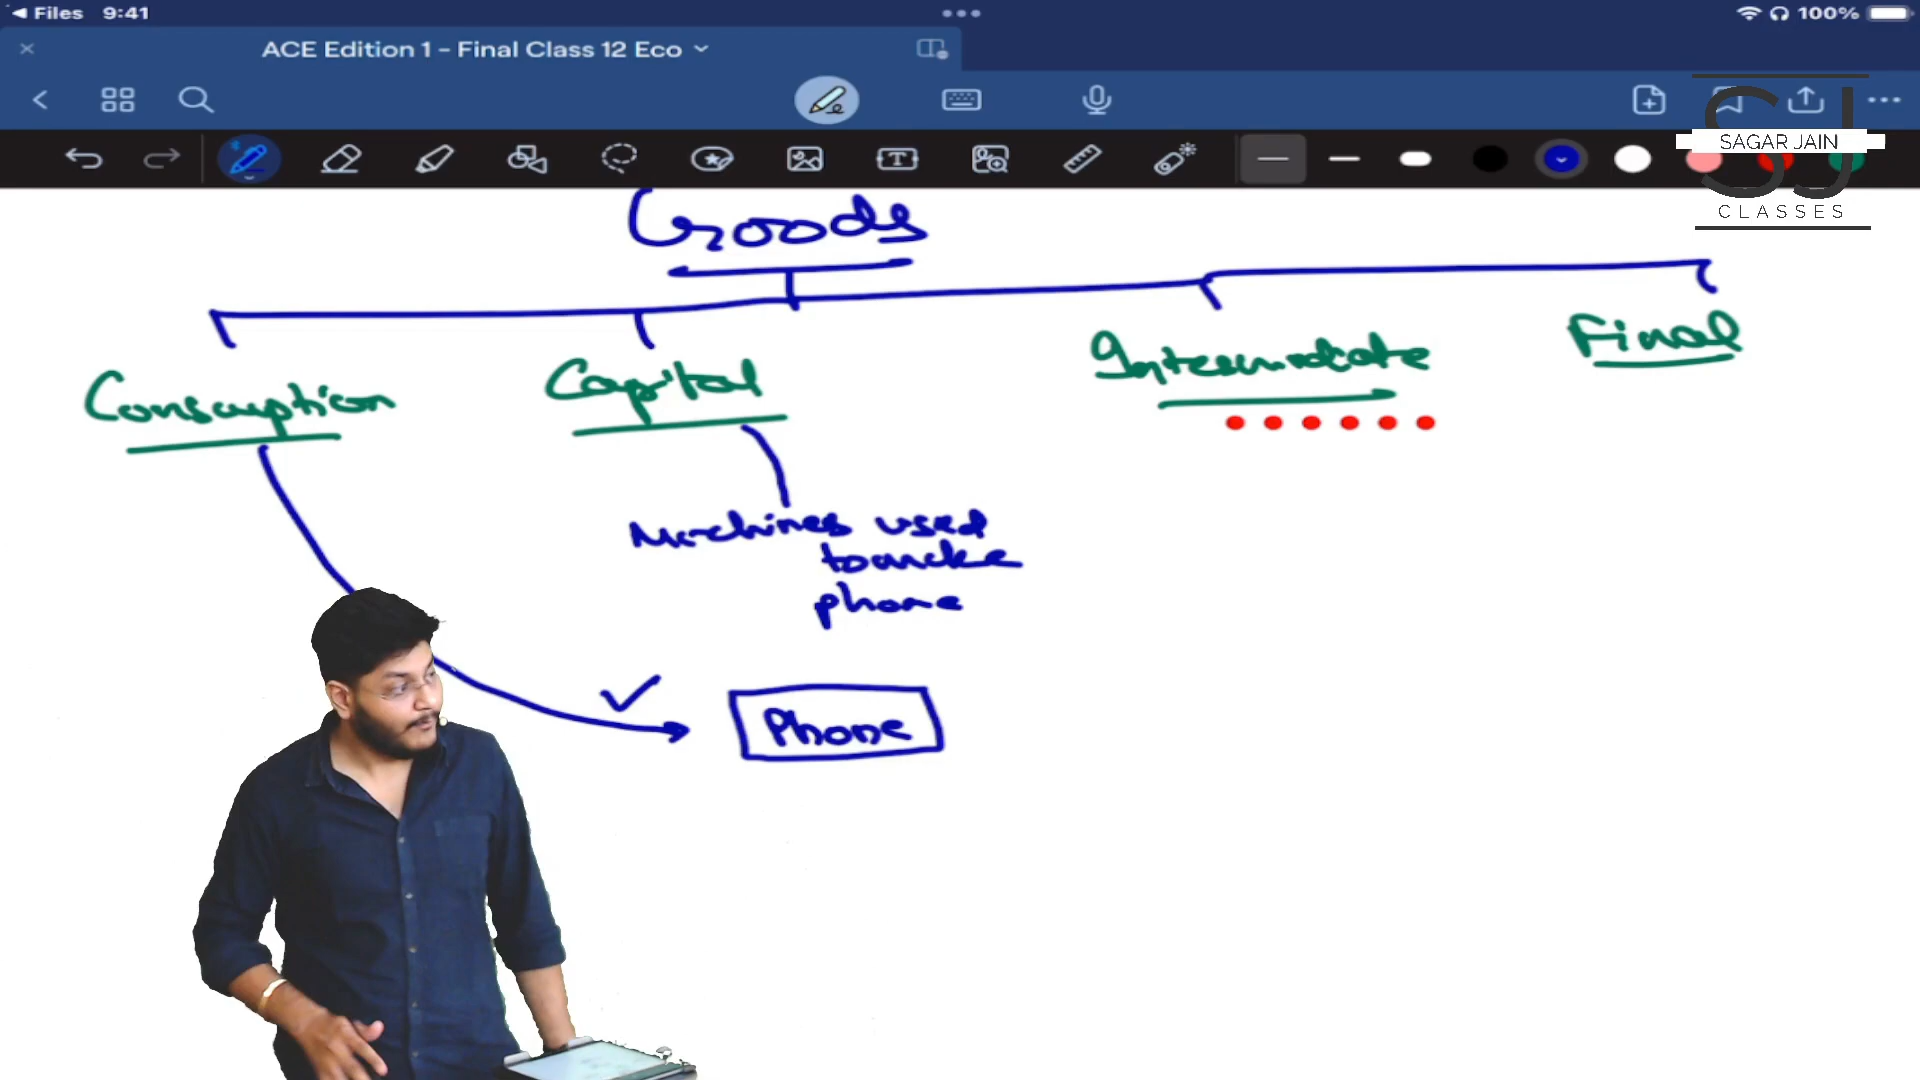 Files 9:41 100%
ACE Edition 1 - Final Class 12 Eco
SJ
SAGAR JAIN
CLASSES
Goods
Consumption Capital Intermediate Final
Machines used
to make
phone
Phone